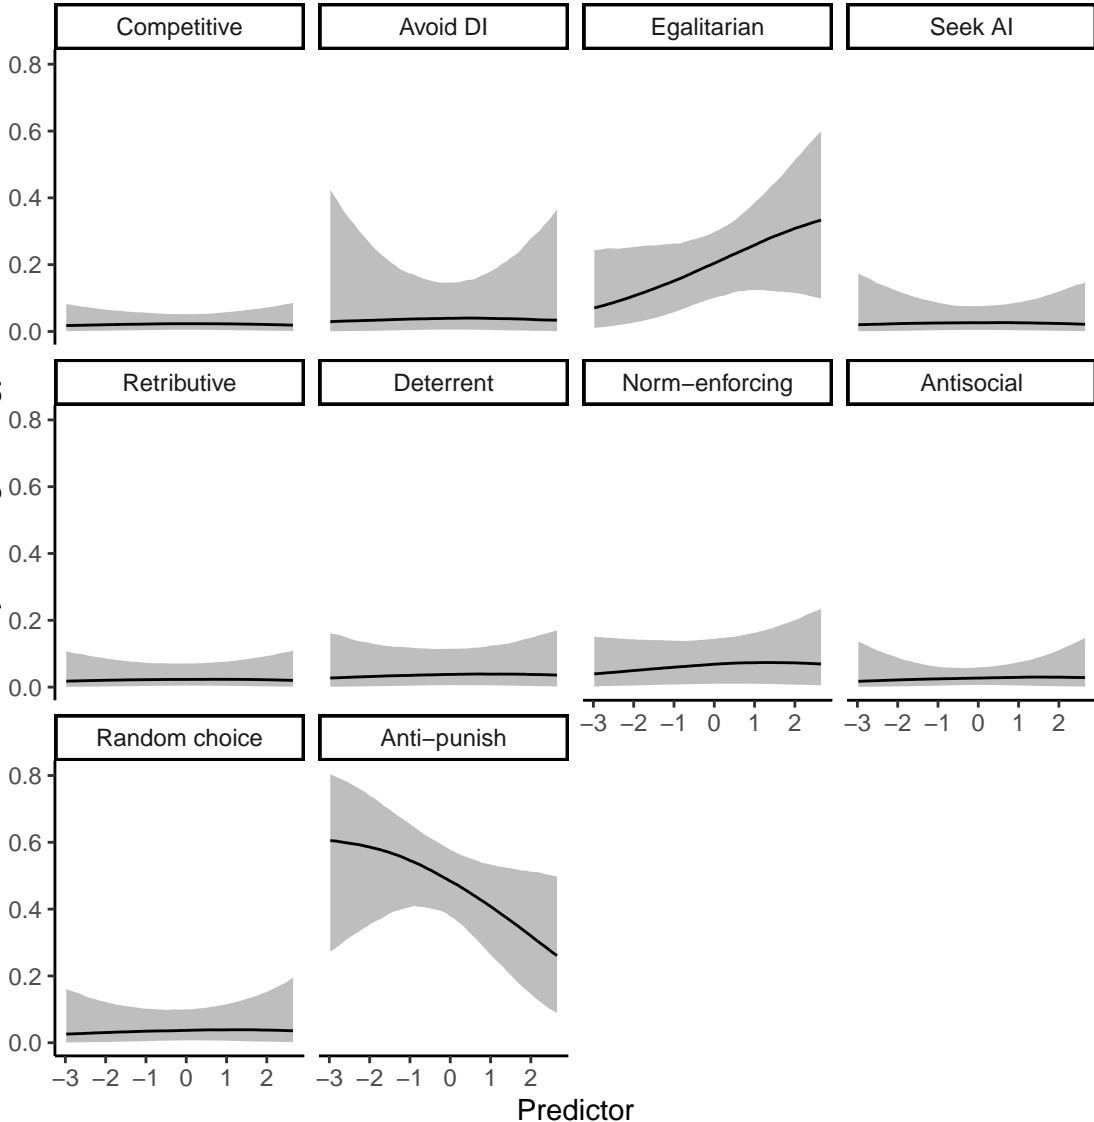 Competitive Avoid DI Egalitarian Seek AI
0.8
0.6
0.4
0.2
0.0
Retributive Deterrent Norm−enforcing Antisocial
0.8
0.6
0.4
0.2
0.0
−3 −2 −1 0 1 2 −3 −2 −1 0 1 2
Random choice Anti−punish
0.8
0.6
0.4
0.2
0.0
−3 −2 −1 0 1 2 −3 −2 −1 0 1 2
Predictor